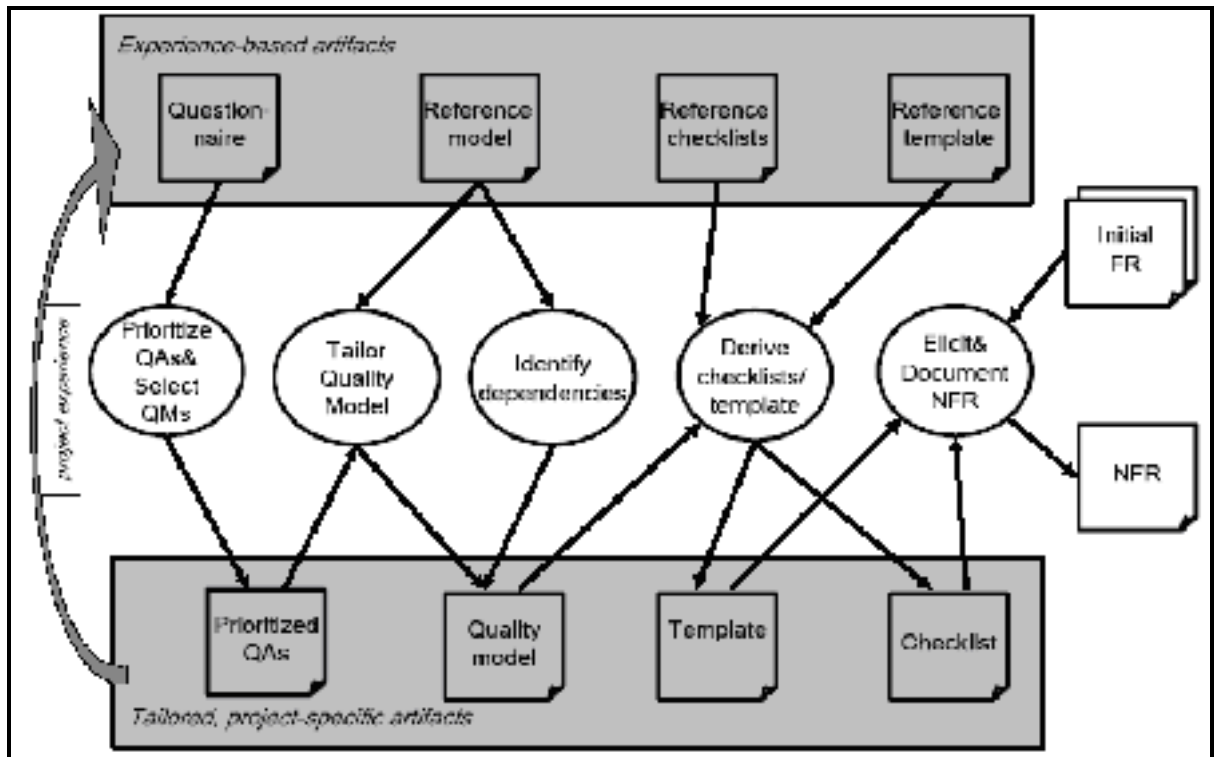 Experience-based artifacts
Question-
naire
Reference
model
Reference
checklists
Reference
template
Initial
FR
project experience
Prioritize
QAs&
Select
QMs
Tailor
Quality
Model
Identify
dependencies
Derive
checklists/
template
Elicit&
Document
NFR
NFR
Prioritized
QAs
Quality
model
Template
Checklist
Tailored, project-specific artifacts